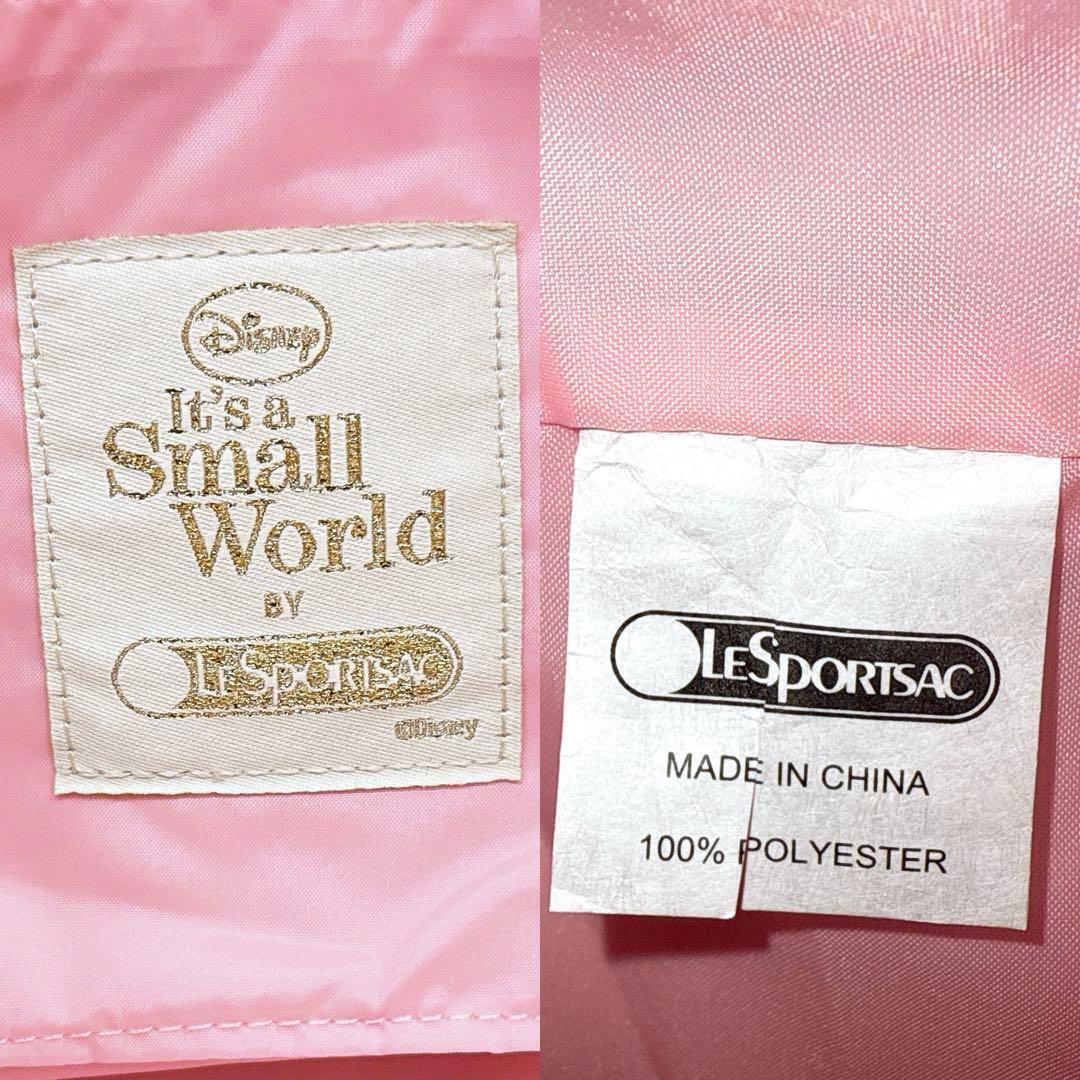 Disney
It's a
Small
World
BY
LeSportsac
©Disney
LeSportsac
MADE IN CHINA
100% POLYESTER